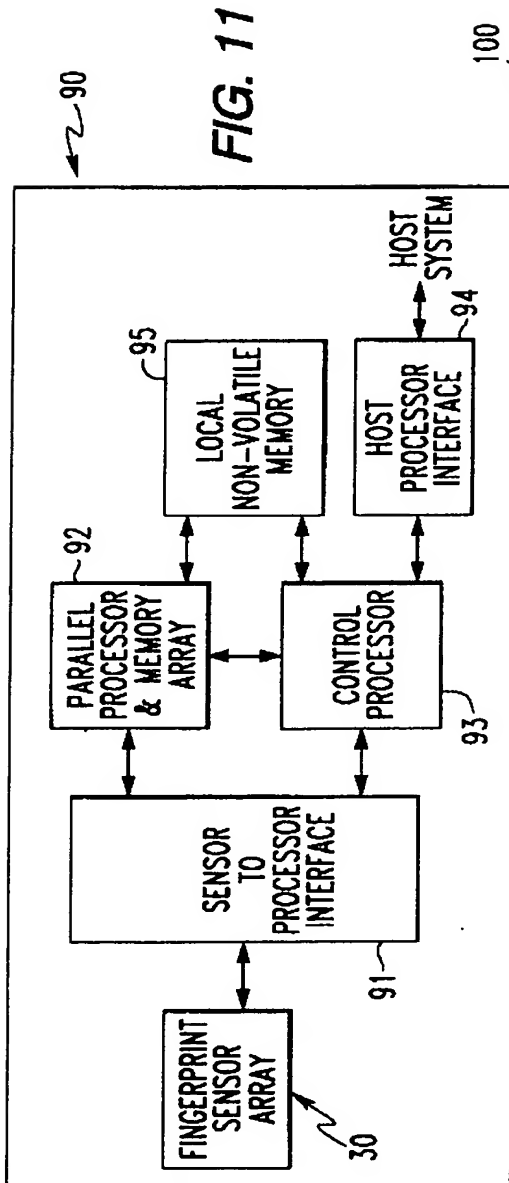 90
FIG. 11
FINGERPRINT
SENSOR
ARRAY
30
SENSOR
TO
PROCESSOR
INTERFACE
91
PARALLEL
PROCESSOR
& MEMORY
ARRAY
92
CONTROL
PROCESSOR
93
LOCAL
NON-VOLATILE
MEMORY
95
HOST
PROCESSOR
INTERFACE
94
HOST
SYSTEM
100